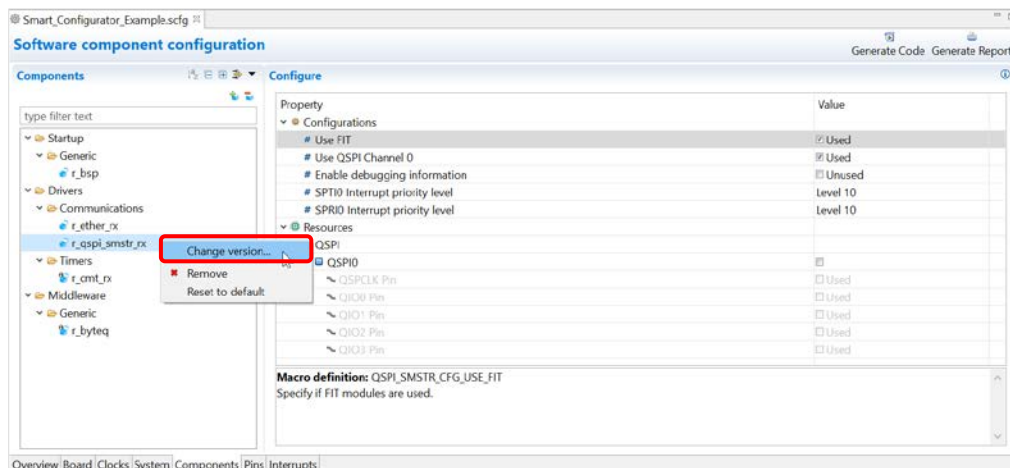 Smart_Configurator_Example.scfg
Software component configuration
Generate Code Generate Report
Components
Configure
type filter text
Property Value
Startup
Generic
r_bsp
Drivers
Communications
r_ether_rx
r_qspi_smstr_rx
Timers
r_cmt_rx
Middleware
Generic
r_byteq
Change version...
Remove
Reset to default
Configurations
# Use FIT Used
# Use QSPI Channel 0 Used
# Enable debugging information Unused
# SPTI0 Interrupt priority level Level 10
# SPRI0 Interrupt priority level Level 10
Resources
QSPI
QSPI0
QSPCLK Pin Used
QIO0 Pin Used
QIO1 Pin Used
QIO2 Pin Used
QIO3 Pin Used
Macro definition: QSPI_SMSTR_CFG_USE_FIT
Specify if FIT modules are used.
Overview Board Clocks System Components Pins Interrupts